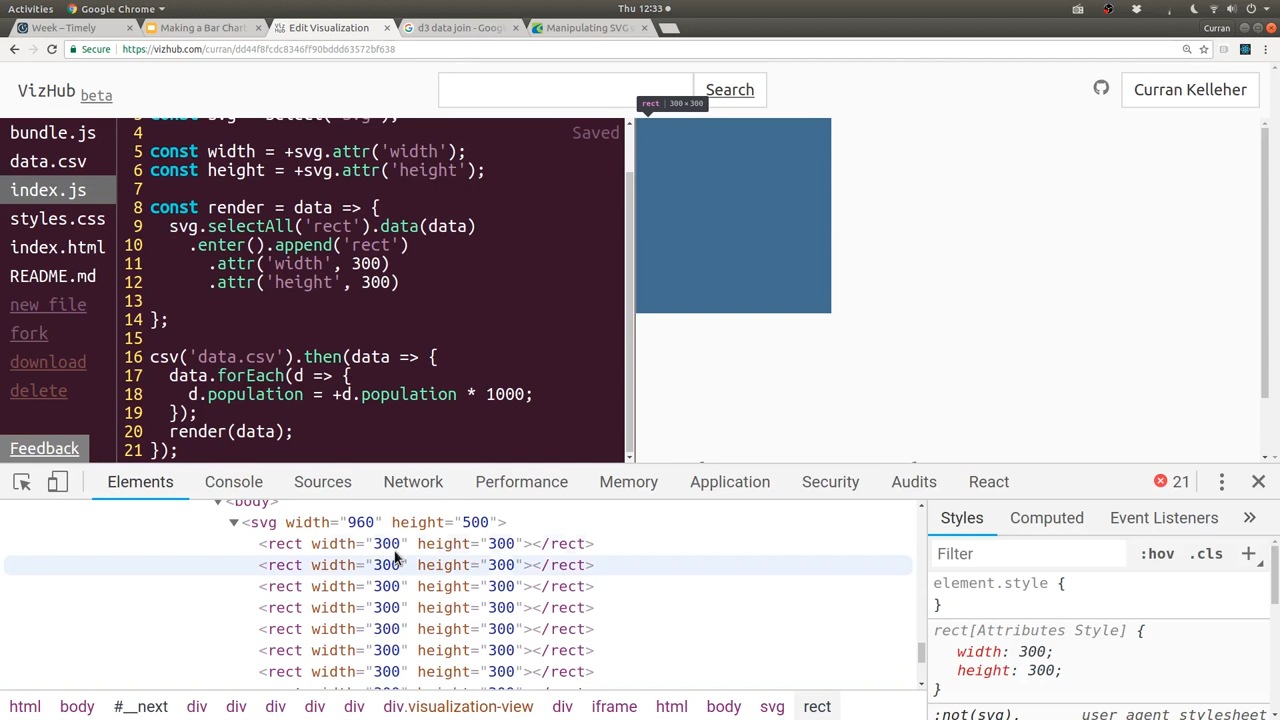 Activities
Google Chrome
Thu 12:33
Week – Timely
Making a Bar Chart
Edit Visualization
d3 data join - Google
Manipulating SVG w
Curran
Secure
https://vizhub.com/curran/dd44f8fcdc8346ff90bddd63572bf638
VizHub beta
Search
Curran Kelleher
rect | 300×300
bundle.js
data.csv
index.js
styles.css
index.html
README.md
new file
fork
download
delete
Feedback
Saved
4
5 const width = +svg.attr('width');
6 const height = +svg.attr('height');
7
8 const render = data => {
9 svg.selectAll('rect').data(data)
10 .enter().append('rect')
11 .attr('width', 300)
12 .attr('height', 300)
13
14 };
15
16 csv('data.csv').then(data => {
17 data.forEach(d => {
18 d.population = +d.population * 1000;
19 });
20 render(data);
21 });
Elements
Console
Sources
Network
Performance
Memory
Application
Security
Audits
React
21
<body>
<svg width="960" height="500">
<rect width="300" height="300"></rect>
<rect width="300" height="300"></rect>
<rect width="300" height="300"></rect>
<rect width="300" height="300"></rect>
<rect width="300" height="300"></rect>
<rect width="300" height="300"></rect>
<rect width="300" height="300"></rect>
Styles
Computed
Event Listeners
Filter
:hov .cls
element.style {
}
rect[Attributes Style] {
width: 300;
height: 300;
}
:not(svg), user agent stylesheet
html body #__next div div div div div.visualization-view div iframe html body svg rect